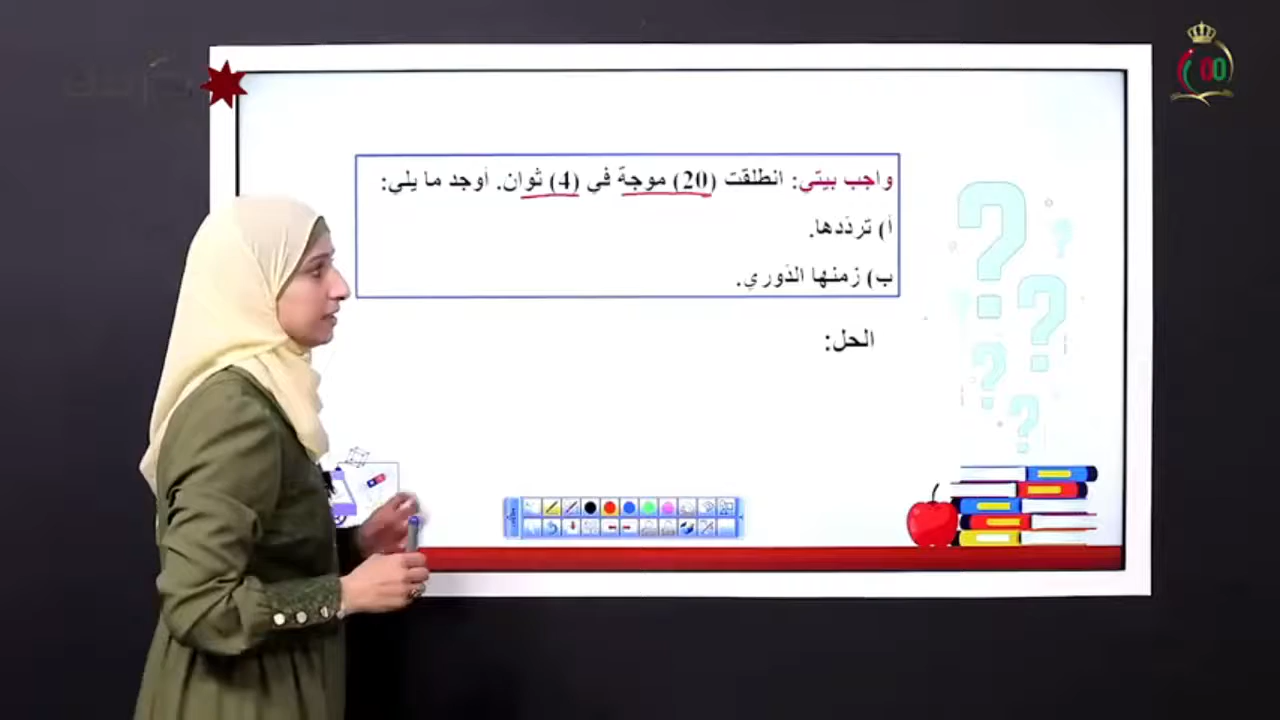 واجب بيتي: انطلقت (20) موجة في (4) ثوان. أوجد ما يلي:
أ) تردّدها.
ب) زمنها الدّوري.
الحل: